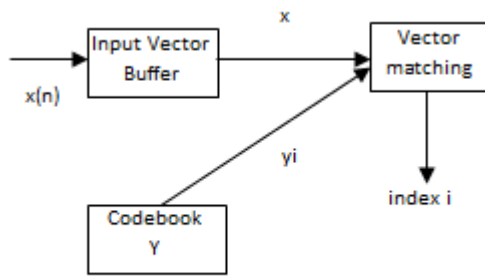 x
Input Vector
Buffer
Vector
matching
x(n)
yi
index i
Codebook
Y